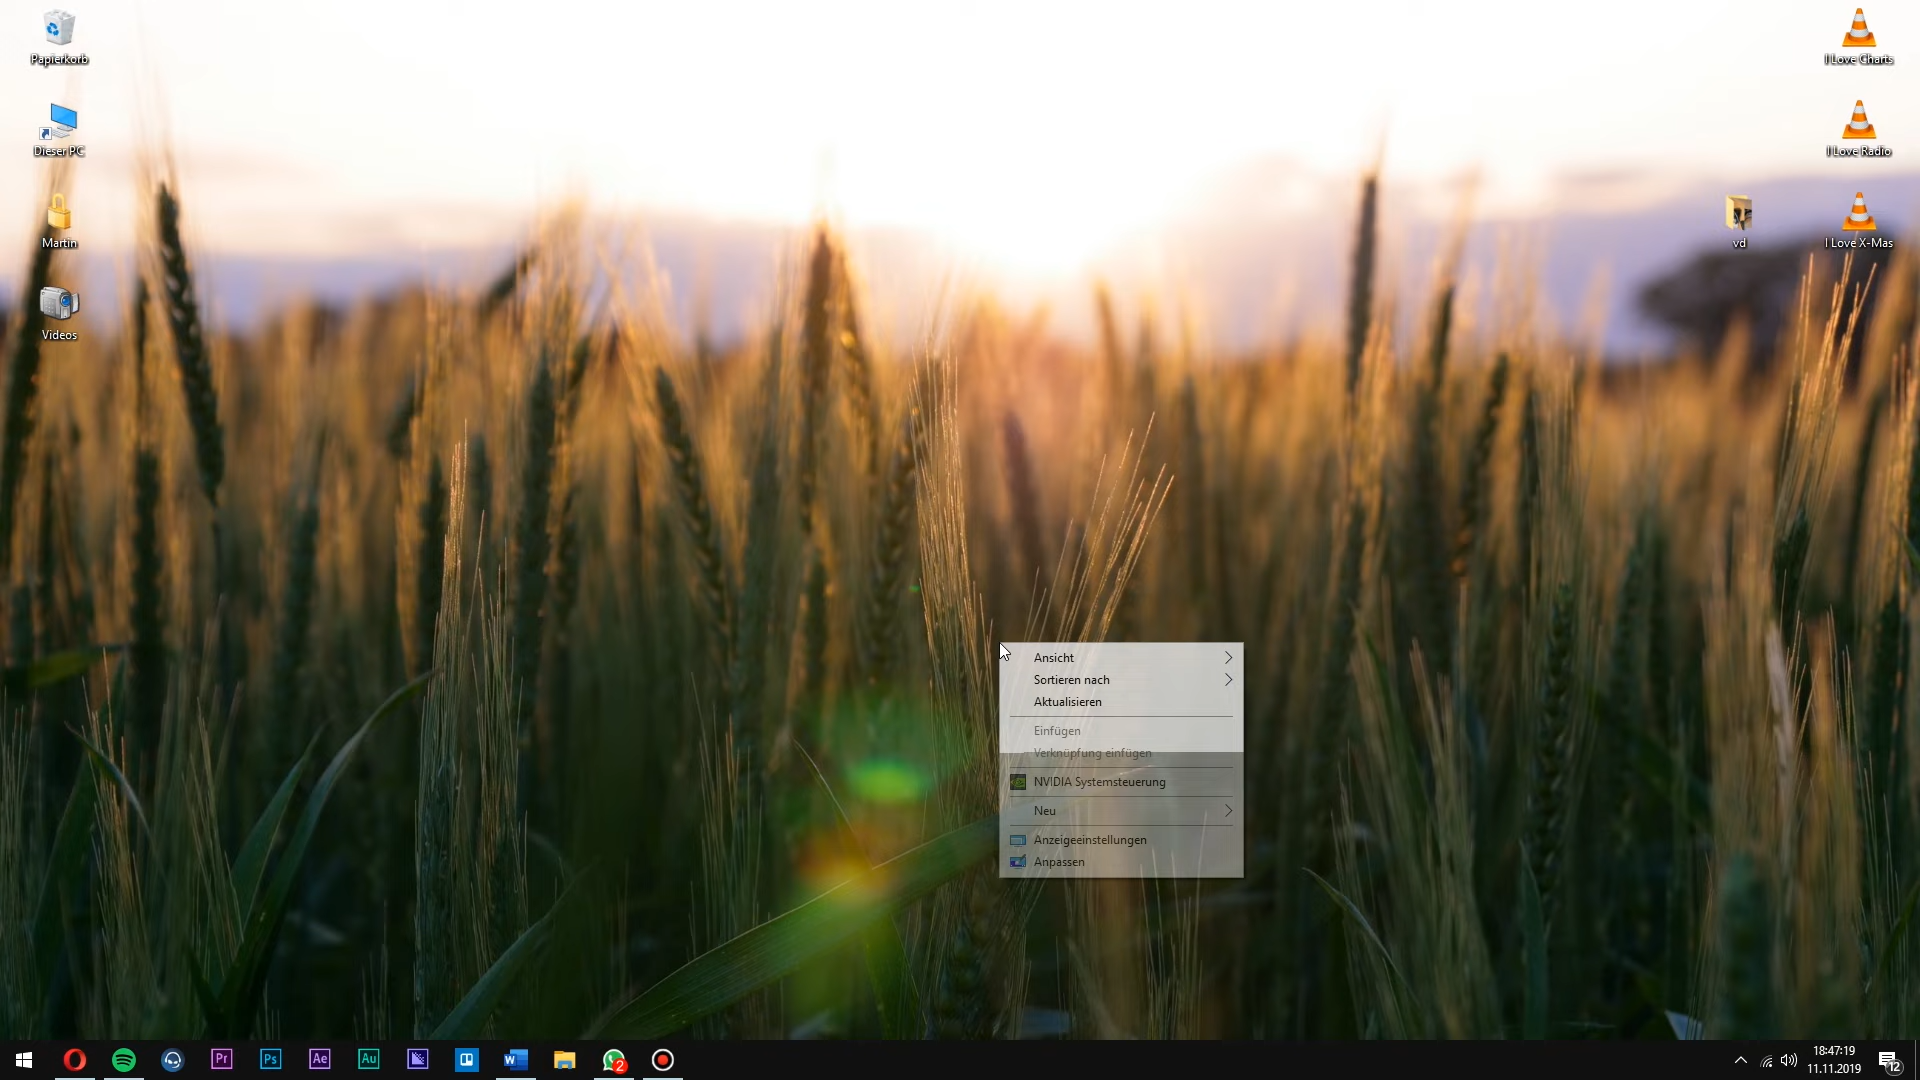 Papierkorb
Dieser PC
Martin
Videos
I Love Charts
I Love Radio
vd
I Love X-Mas
Ansicht
Sortieren nach
Aktualisieren
Einfügen
Verknüpfung einfügen
NVIDIA Systemsteuerung
Neu
Anzeigeeinstellungen
Anpassen
Pr
Ps
Ae
Au
W
2
18:47:19
11.11.2019
12